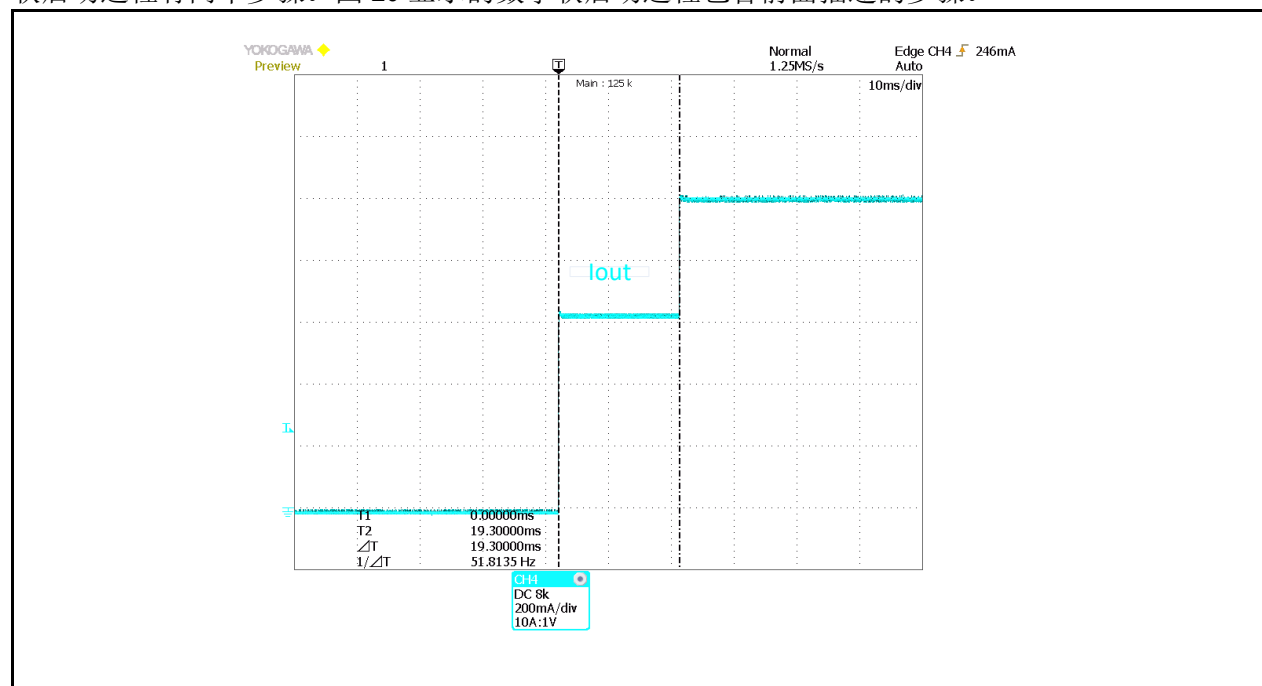 YOKOGAWA
Normal
Edge CH4 246mA
Preview
1
T
1.25MS/s
Auto
Main : 125 k
10ms/div
Iout
T
T1 0.00000ms
T2 19.30000ms
⊿T 19.30000ms
1/⊿T 51.8135 Hz
CH4
DC 8k
200mA/div
10A:1V